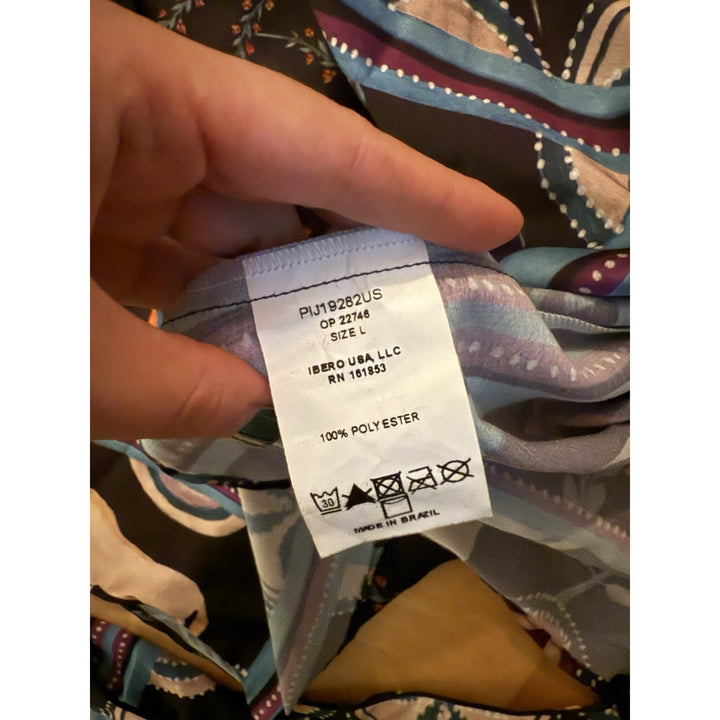 PIJ19282US
OP 22746
SIZE L
IBERO USA, LLC
RN 161853
100% POLYESTER
30
MADE IN BRAZIL